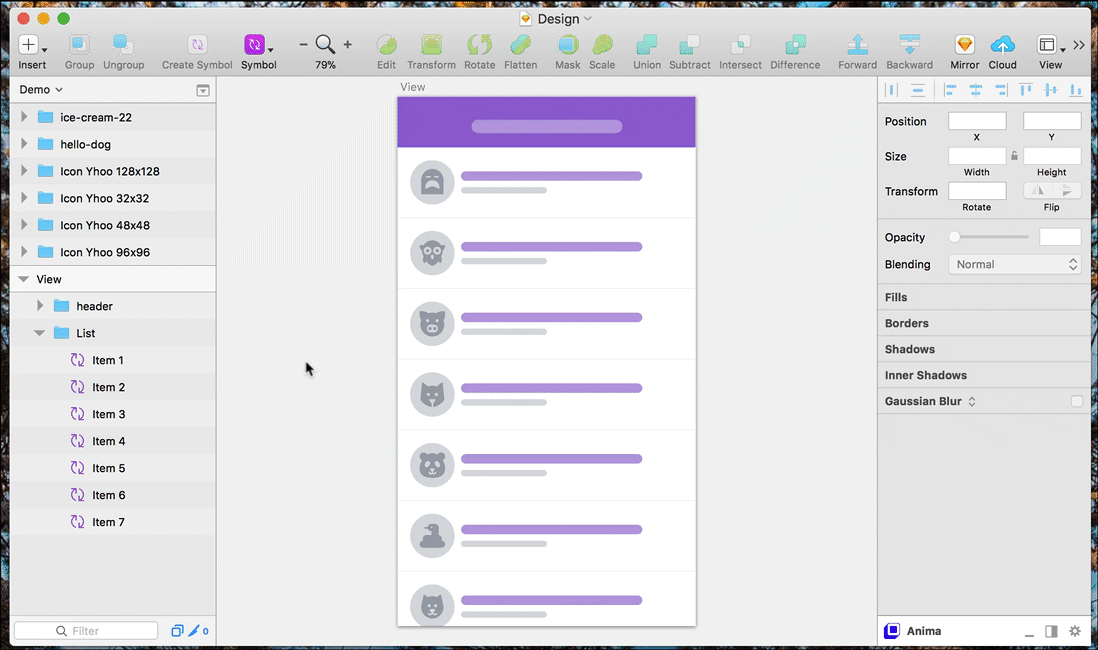 Design
Insert Group Ungroup Create Symbol Symbol 79% Edit Transform Rotate Flatten Mask Scale Union Subtract Intersect Difference Forward Backward Mirror Cloud View
Demo
ice-cream-22
hello-dog
Icon Yhoo 128x128
Icon Yhoo 32x32
Icon Yhoo 48x48
Icon Yhoo 96x96
View
header
List
Item 1
Item 2
Item 3
Item 4
Item 5
Item 6
Item 7
Filter 0
View
Position
X Y
Size
Width Height
Transform
Rotate Flip
Opacity
Blending Normal
Fills
Borders
Shadows
Inner Shadows
Gaussian Blur
Anima